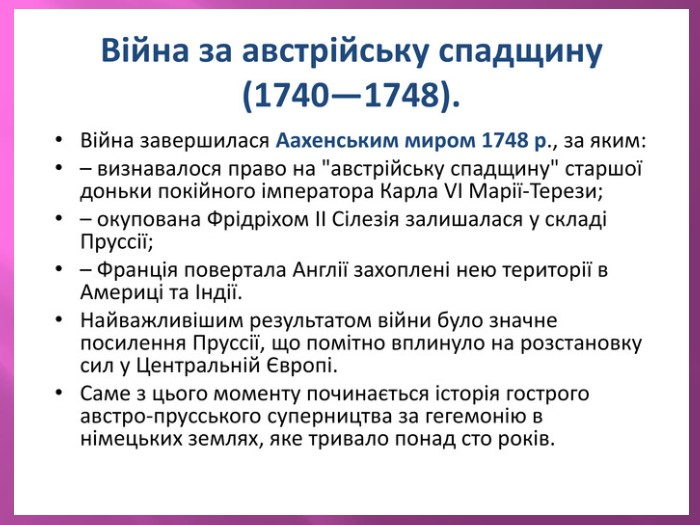 Війна за австрійську спадщину
(1740—1748).
• Війна завершилася Аахенським миром 1748 р., за яким:
• – визнавалося право на "австрійську спадщину" старшої
доньки покійного імператора Карла VI Марії-Терези;
• – окупована Фрідріхом II Сілезія залишалася у складі
Пруссії;
• – Франція повертала Англії захоплені нею території в
Америці та Індії.
• Найважливішим результатом війни було значне
посилення Пруссії, що помітно вплинуло на розстановку
сил у Центральній Європі.
• Саме з цього моменту починається історія гострого
австро-прусського суперництва за гегемонію в
німецьких землях, яке тривало понад сто років.